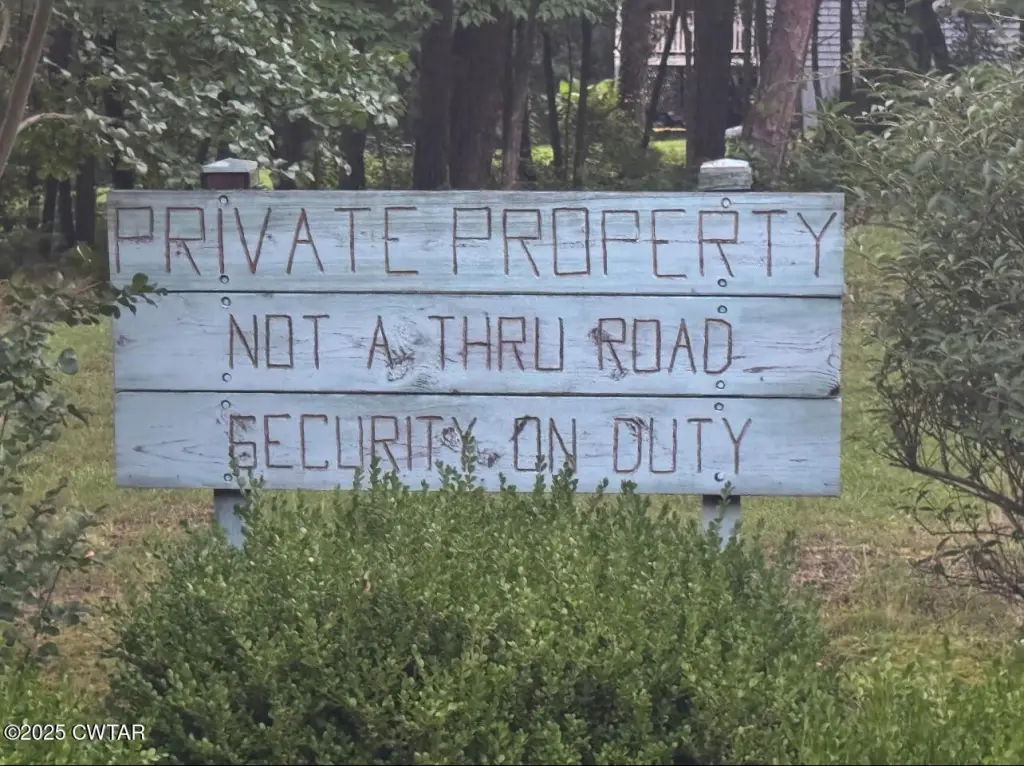 PRIVATE PROPERTY
NOT A THRU ROAD
SECURITY ON DUTY
©2025 CWTAR